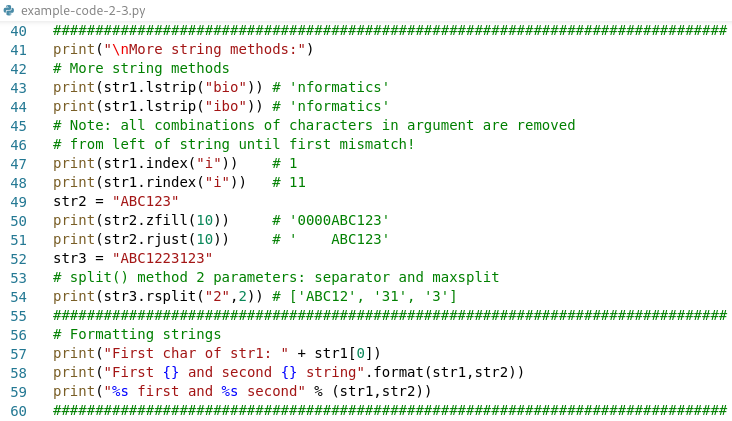 example-code-2-3.py
40 ################################################################################
41 print("\nMore string methods:")
42 # More string methods
43 print(str1.lstrip("bio")) # 'nformatics'
44 print(str1.lstrip("ibo")) # 'nformatics'
45 # Note: all combinations of characters in argument are removed
46 # from left of string until first mismatch!
47 print(str1.index("i"))    # 1
48 print(str1.rindex("i"))   # 11
49 str2 = "ABC123"
50 print(str2.zfill(10))     # '0000ABC123'
51 print(str2.rjust(10))     # '    ABC123'
52 str3 = "ABC1223123"
53 # split() method 2 parameters: separator and maxsplit
54 print(str3.rsplit("2",2)) # ['ABC12', '31', '3']
55 ################################################################################
56 # Formatting strings
57 print("First char of str1: " + str1[0])
58 print("First {} and second {} string".format(str1,str2))
59 print("%s first and %s second" % (str1,str2))
60 ################################################################################